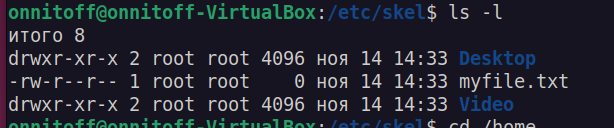 onnitoff@onnitoff-VirtualBox:/etc/skel$ ls -l
итого 8
drwxr-xr-x 2 root root 4096 ноя 14 14:33 Desktop
-rw-r--r-- 1 root root    0 ноя 14 14:33 myfile.txt
drwxr-xr-x 2 root root 4096 ноя 14 14:33 Video
onnitoff@onnitoff-VirtualBox:/etc/skel$ cd /home